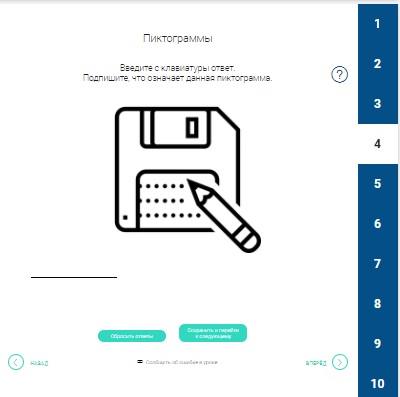 Пиктограммы
Введите с клавиатуры ответ.
Подпишите, что означает данная пиктограмма.
?
1
2
3
4
5
6
7
8
9
10
Сбросить ответы
Сохранить и перейти
к следующему
НАЗАД
Сообщить об ошибке в уроке
ВПЕРЁД